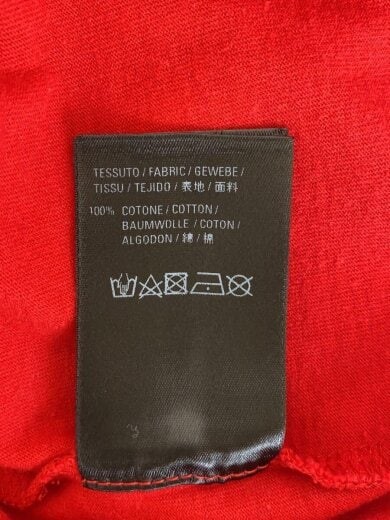 TESSUTO / FABRIC / GEWEBE /
TISSU / TEJIDO / 表地 / 面料
100% COTONE / COTTON /
BAUMWOLLE / COTON /
ALGODON / 綿 / 棉